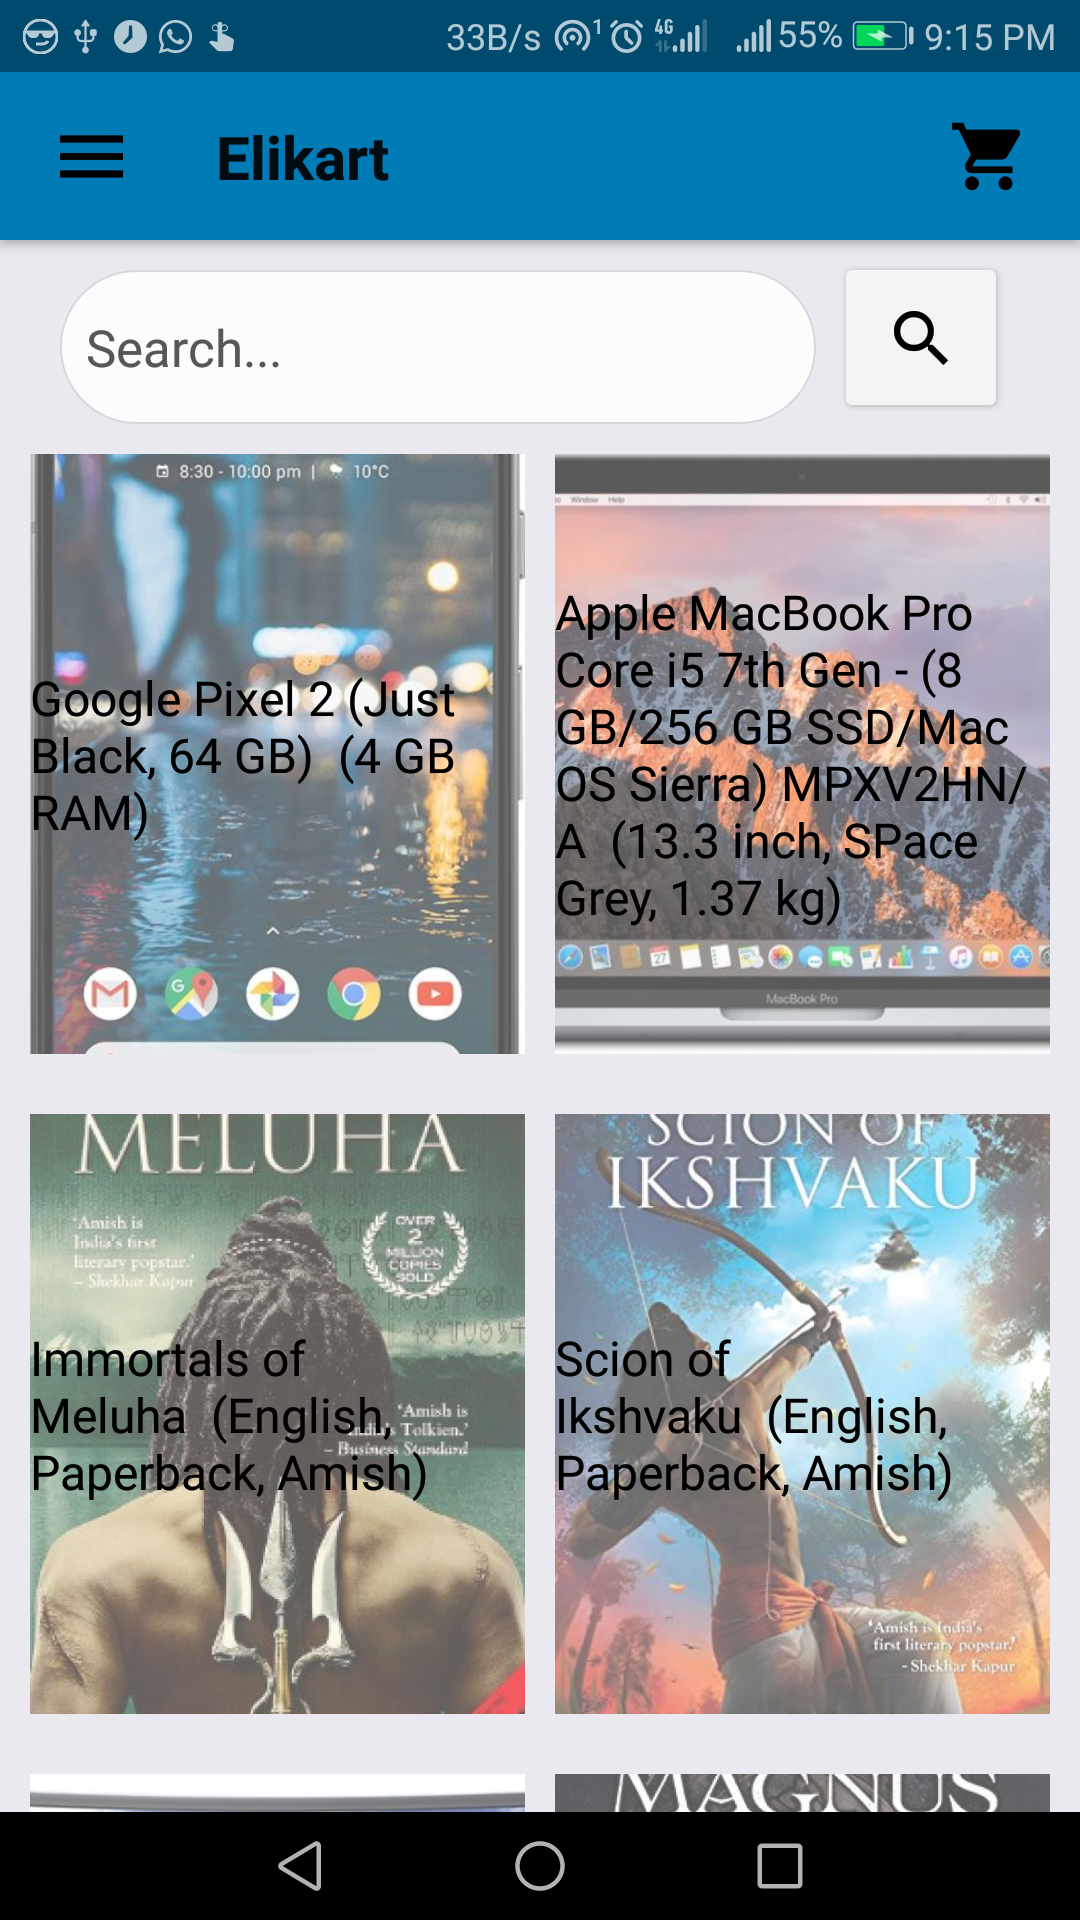 33B/s 1 4G 55% 9:15 PM
Elikart
Search...
8:30 - 10:00 pm | 10°C
Google Pixel 2 (Just
Black, 64 GB)  (4 GB
RAM)
Window Help
Apple MacBook Pro
Core i5 7th Gen - (8
GB/256 GB SSD/Mac
OS Sierra) MPXV2HN/
A  (13.3 inch, SPace
Grey, 1.37 kg)
27
MacBook Pro
MELUHA
'Amish is
India's first
literary popstar.'
– Shekhar Kapur
OVER
2
MILLION
COPIES
SOLD
Immortals of
Meluha  (English,
Paperback, Amish)
'Amish is
India's Tolkien.'
– Business Standard
SCION OF
IKSHVAKU
Scion of
Ikshvaku  (English,
Paperback, Amish)
'Amish is India's
first literary popstar.'
- Shekhar Kapur
MAGNUS